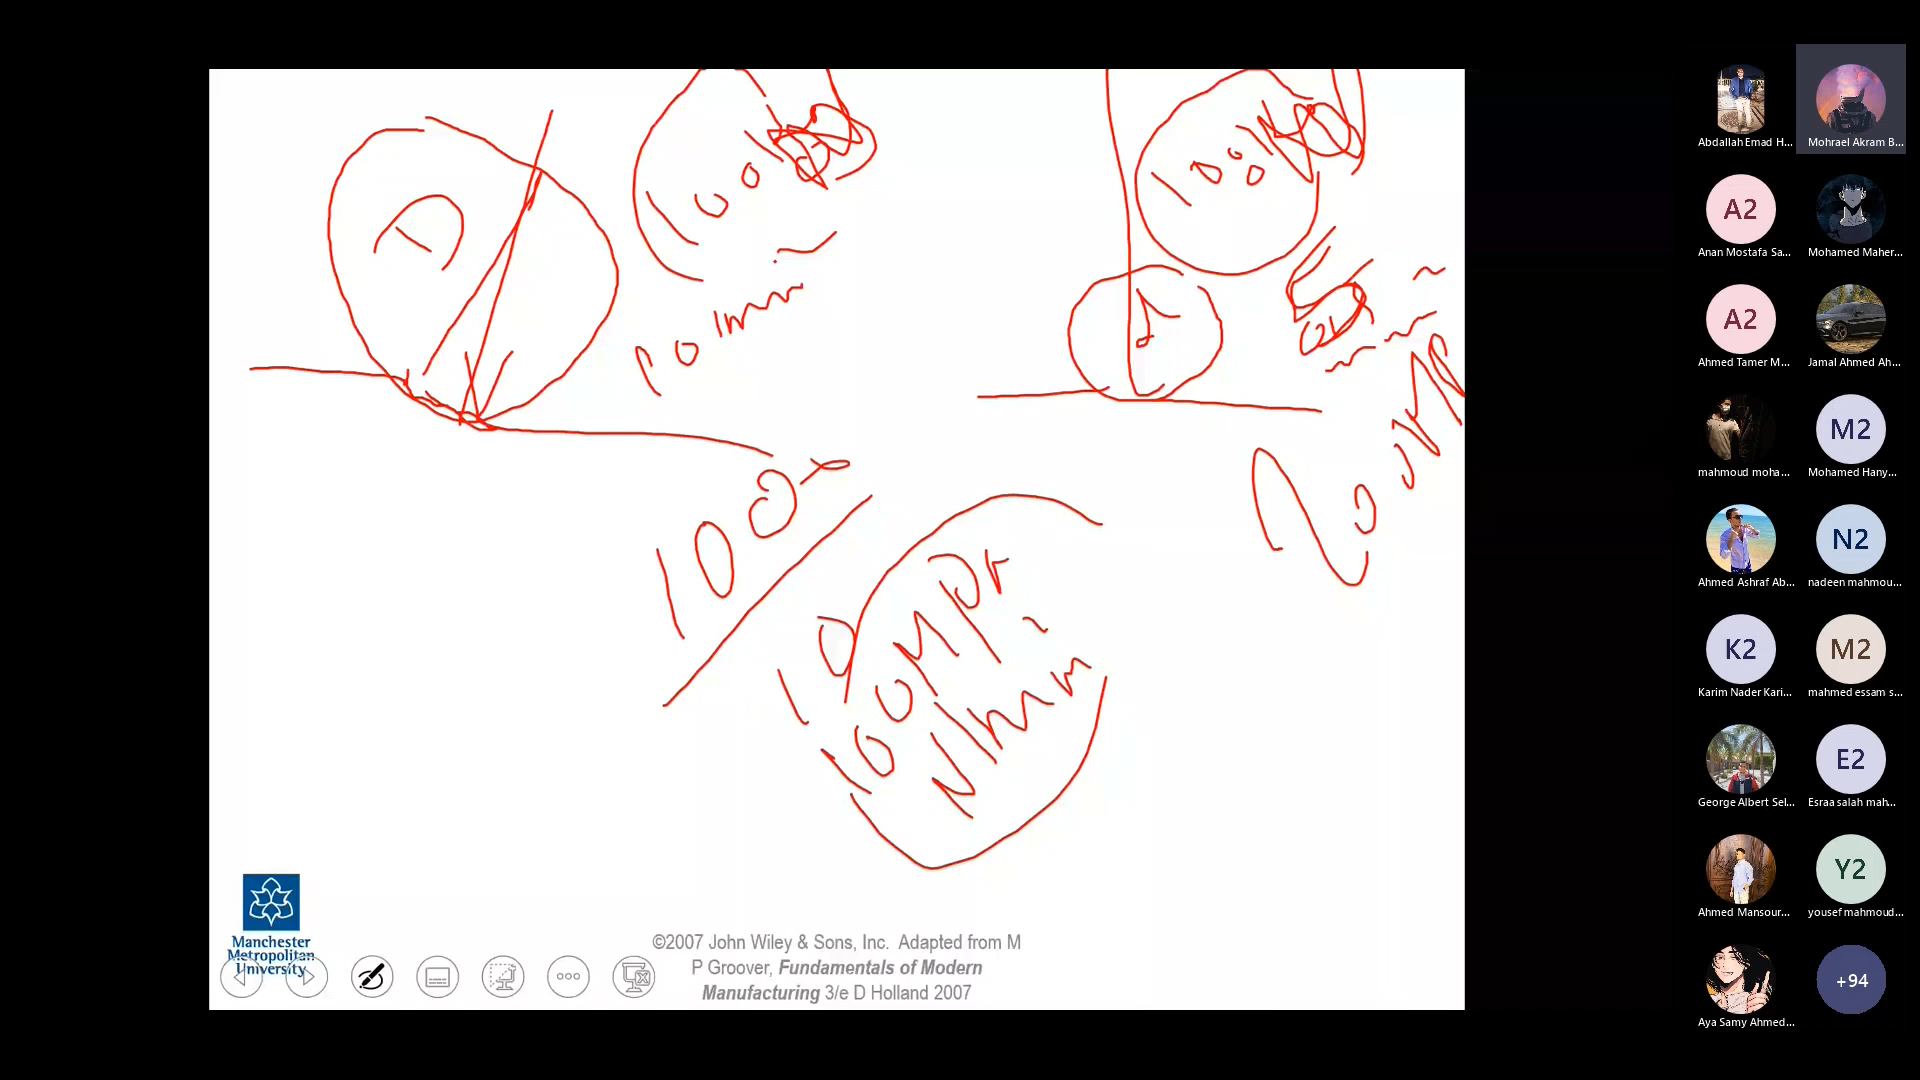 D
100
10 mm
100
d
5
100
10
100 MPa
N/mm²
200 MP
Manchester
Metropolitan
University
©2007 John Wiley & Sons, Inc. Adapted from M
P Groover, Fundamentals of Modern
Manufacturing 3/e D Holland 2007
Abdallah Emad H...
Mohrael Akram B...
A2
Anan Mostafa Sa...
Mohamed Maher...
A2
Ahmed Tamer M...
Jamal Ahmed Ah...
mahmoud moha...
M2
Mohamed Hany...
Ahmed Ashraf Ab...
N2
nadeen mahmou...
K2
Karim Nader Kari...
M2
mahmed essam s...
George Albert Sel...
E2
Esraa salah mah...
Ahmed Mansour...
Y2
yousef mahmoud...
Aya Samy Ahmed...
+94